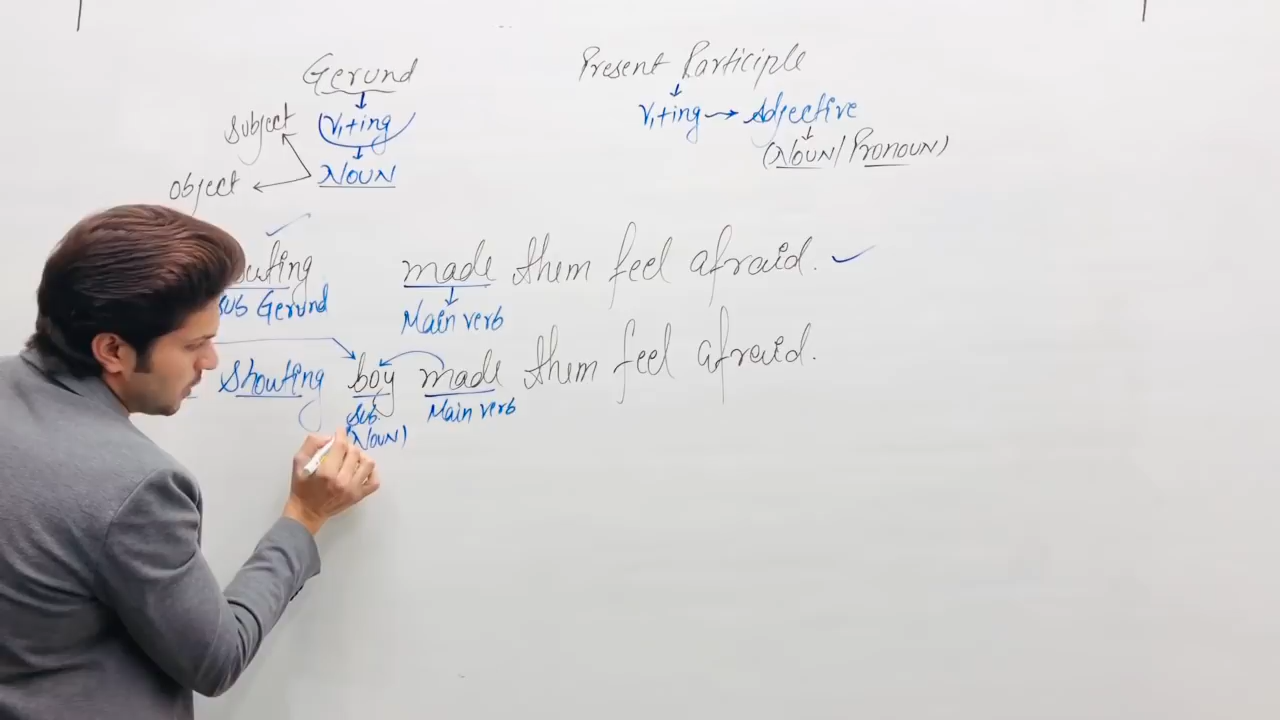 Gerund
Present Participle
Subject
(V1+ing)
V1+ing → Adjective
(Noun/Pronoun)
Object
Noun
outing made them feel afraid.
sub Gerund
Main verb
Shouting boy made them feel afraid.
Sub.
(Noun)
Main verb